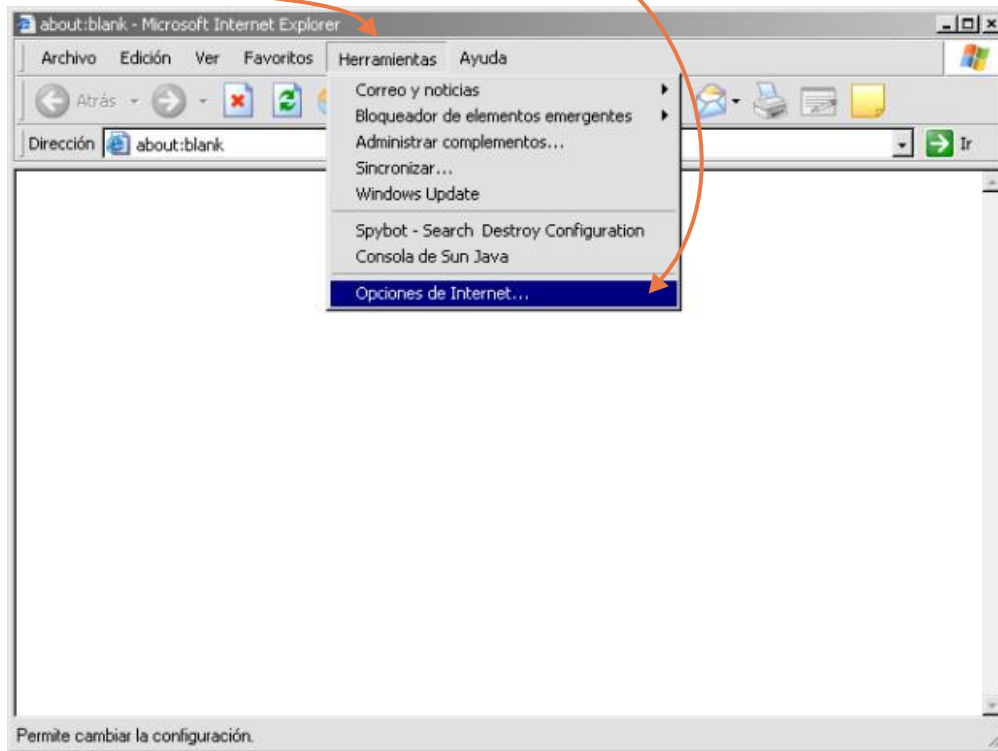 about:blank - Microsoft Internet Explorer
Archivo Edición Ver Favoritos Herramientas Ayuda
Atrás
Dirección about:blank Ir
Correo y noticias
Bloqueador de elementos emergentes
Administrar complementos...
Sincronizar...
Windows Update
Spybot - Search Destroy Configuration
Consola de Sun Java
Opciones de Internet...
Permite cambiar la configuración.